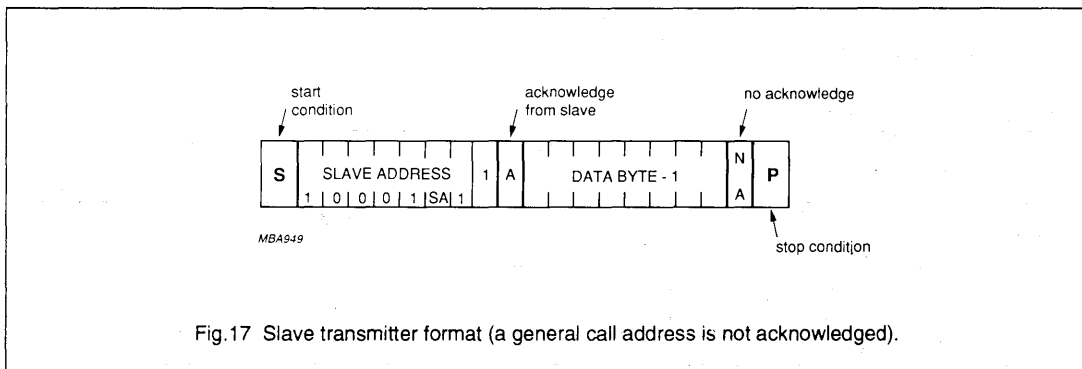 start
condition
acknowledge
from slave
no acknowledge
S
SLAVE ADDRESS
1 0 0 0 1 SA 1
1
A
DATA BYTE - 1
N
A
P
MBA949
stop condition
Fig.17 Slave transmitter format (a general call address is not acknowledged).